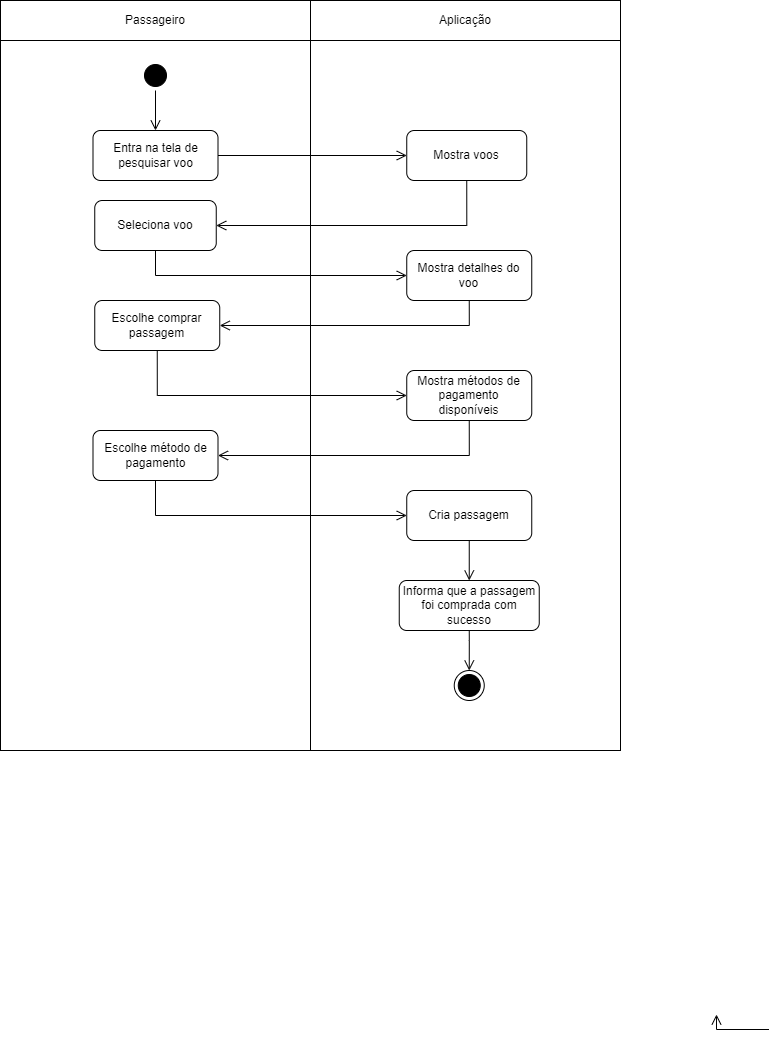 Passageiro
Aplicação
Entra na tela de
pesquisar voo
Mostra voos
Seleciona voo
Mostra detalhes do
voo
Escolhe comprar
passagem
Mostra métodos de
pagamento
disponíveis
Escolhe método de
pagamento
Cria passagem
Informa que a passagem
foi comprada com
sucesso